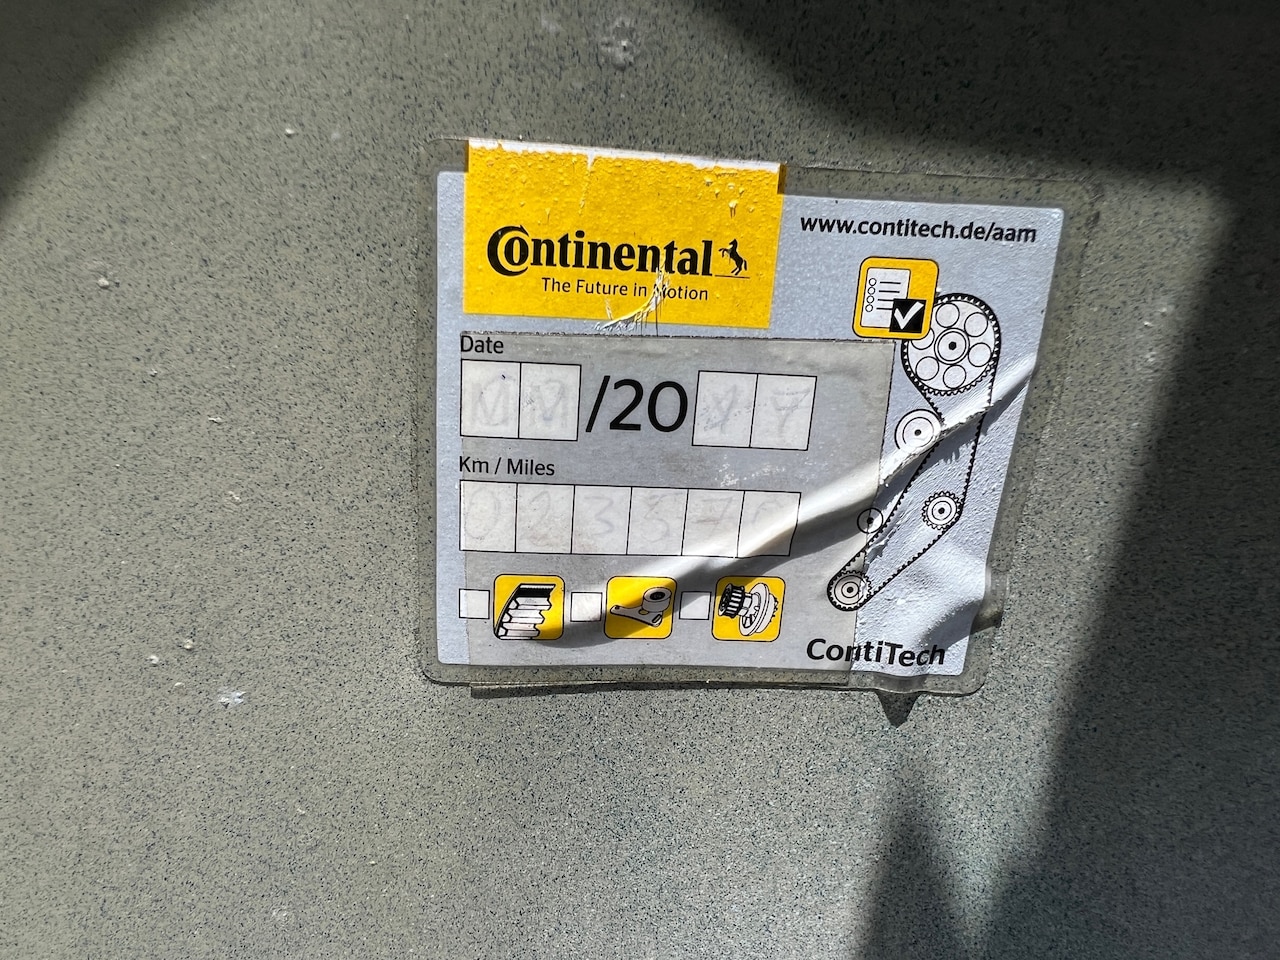 Continental
The Future in Motion
www.contitech.de/aam
Date
/20
Km / Miles
ContiTech